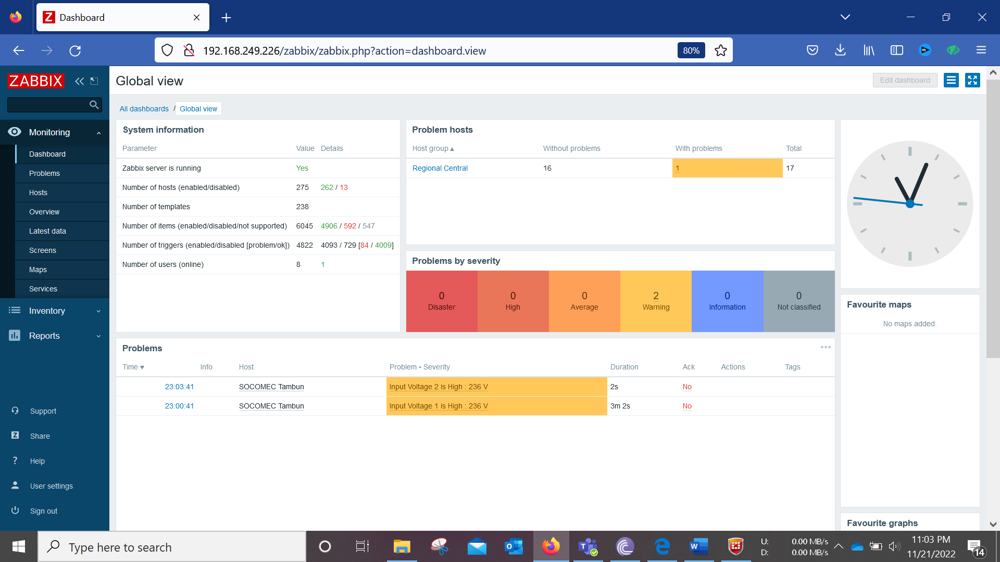 Dashboard
192.168.249.226/zabbix/zabbix.php?action=dashboard.view
80%
ZABBIX
Global view
Edit dashboard
All dashboards / Global view
Monitoring
Dashboard
Problems
Hosts
Overview
Latest data
Screens
Maps
Services
Inventory
Reports
Support
Share
Help
User settings
Sign out
System information
Parameter Value Details
Zabbix server is running Yes
Number of hosts (enabled/disabled) 275 262 / 13
Number of templates 238
Number of items (enabled/disabled/not supported) 6045 4906 / 592 / 547
Number of triggers (enabled/disabled [problem/ok]) 4822 4093 / 729 [84 / 4009]
Number of users (online) 8 1
Problem hosts
Host group Without problems With problems Total
Regional Central 16 1 17
Problems by severity
0 0 0 2 0 0
Disaster High Average Warning Information Not classified
Favourite maps
No maps added.
Problems
Time Info Host Problem • Severity Duration Ack Actions Tags
23:03:41 SOCOMEC Tambun Input Voltage 2 is High : 236 V 2s No
23:00:41 SOCOMEC Tambun Input Voltage 1 is High : 236 V 3m 2s No
Favourite graphs
Type here to search
U: 0.00 MB/s
D: 0.00 MB/s
11:03 PM
11/21/2022
14